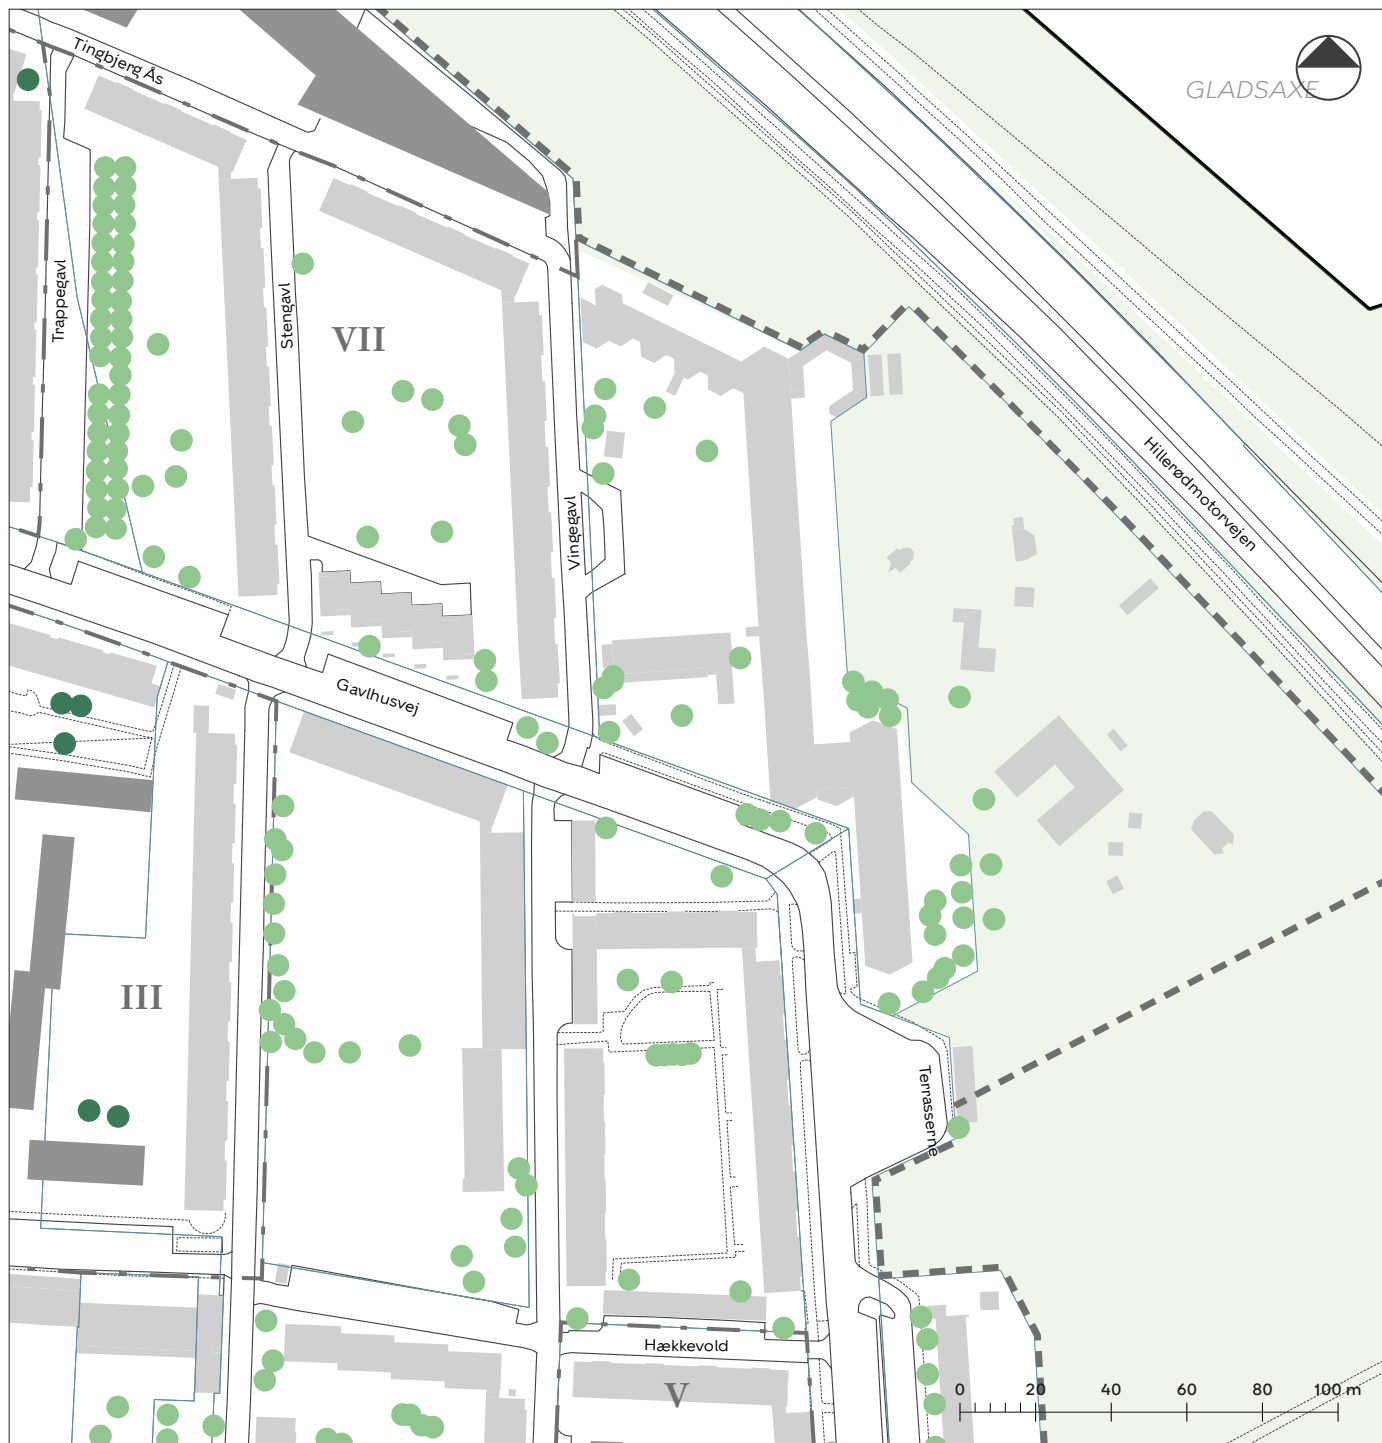 Tingbjerg Ås
GLADSAXE
Trappegavl
Stengavl
VII
Vingegavl
Hillerødmotorvejen
Gavlhusvej
III
Terrasserne
Hækkevold
V
0 20 40 60 80 100 m